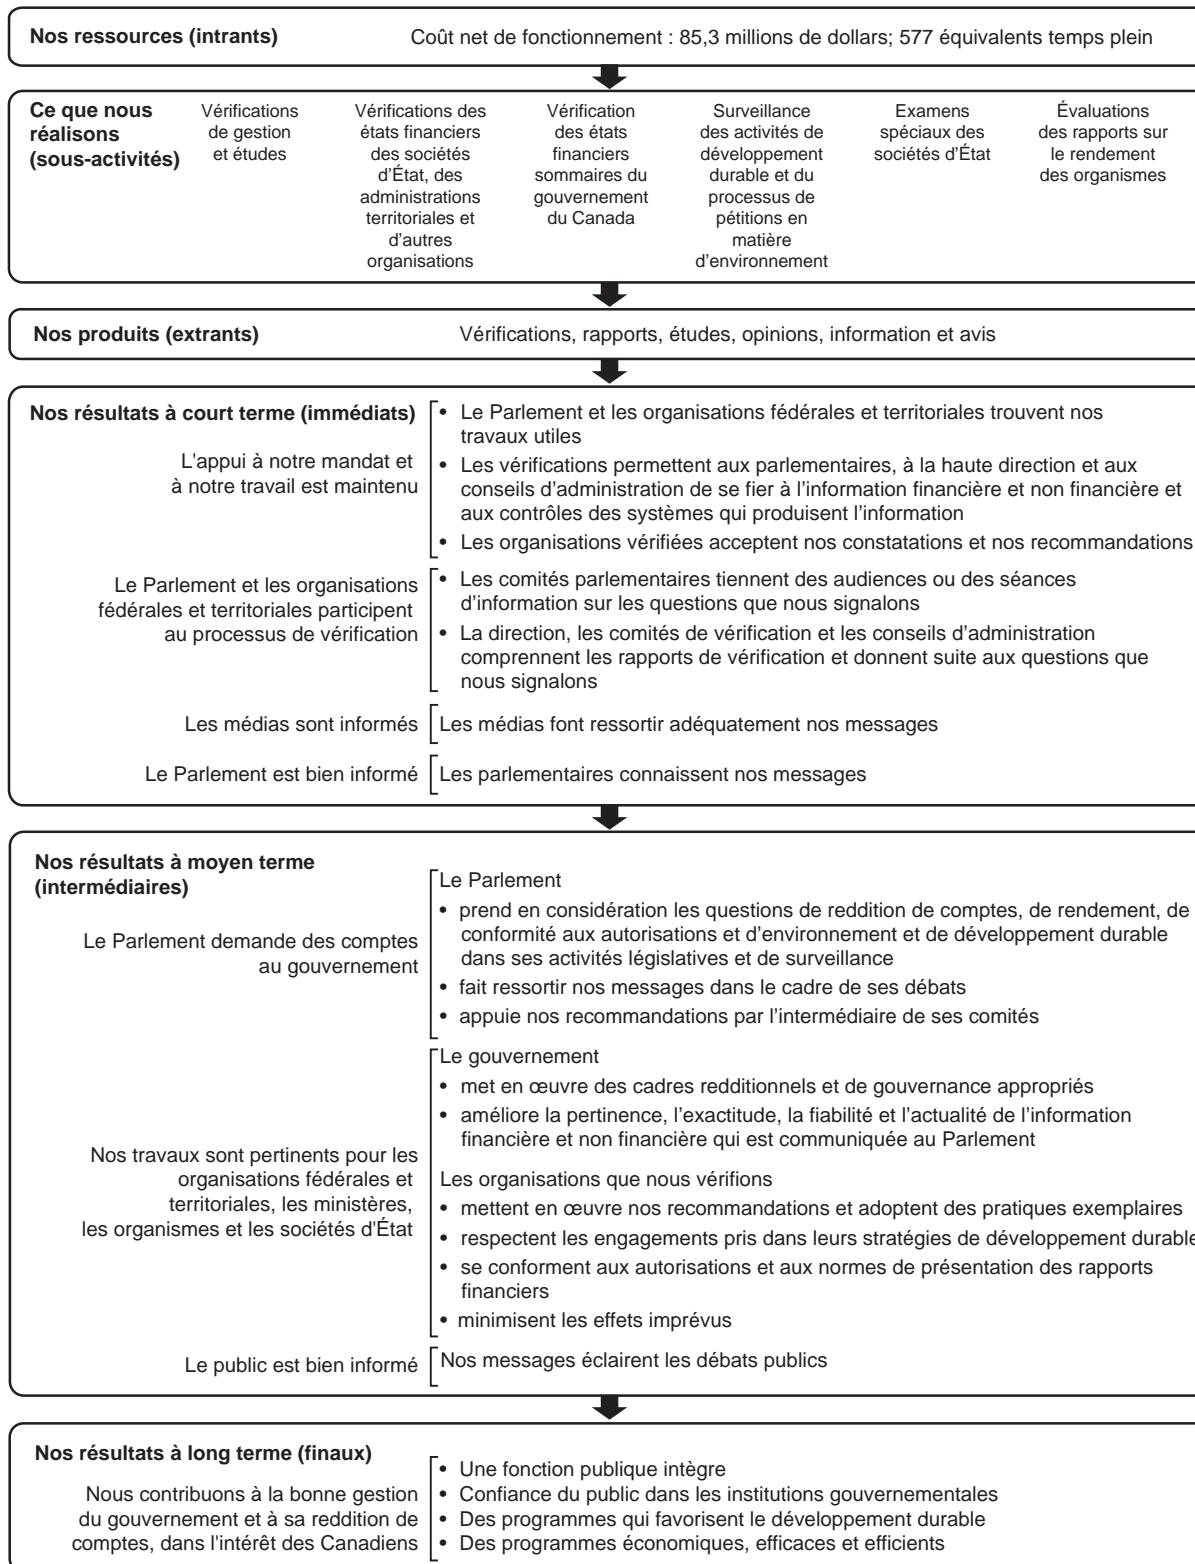 Nos ressources (intrants)
Coût net de fonctionnement : 85,3 millions de dollars; 577 équivalents temps plein
Ce que nous
réalisons
(sous-activités)
Vérifications
de gestion
et études
Vérifications des
états financiers
des sociétés
d'État, des
administrations
territoriales et
d'autres
organisations
Vérification
des états
financiers
sommaires du
gouvernement
du Canada
Surveillance
des activités de
développement
durable et du
processus de
pétitions en
matière
d'environnement
Examens
spéciaux des
sociétés d'État
Évaluations
des rapports sur
le rendement
des organismes
Nos produits (extrants)
Vérifications, rapports, études, opinions, information et avis
Nos résultats à court terme (immédiats)
L'appui à notre mandat et
à notre travail est maintenu
• Le Parlement et les organisations fédérales et territoriales trouvent nos
travaux utiles
• Les vérifications permettent aux parlementaires, à la haute direction et aux
conseils d'administration de se fier à l'information financière et non financière et
aux contrôles des systèmes qui produisent l'information
• Les organisations vérifiées acceptent nos constatations et nos recommandations
Le Parlement et les organisations
fédérales et territoriales participent
au processus de vérification
• Les comités parlementaires tiennent des audiences ou des séances
d'information sur les questions que nous signalons
• La direction, les comités de vérification et les conseils d'administration
comprennent les rapports de vérification et donnent suite aux questions que
nous signalons
Les médias sont informés
Les médias font ressortir adéquatement nos messages
Le Parlement est bien informé
Les parlementaires connaissent nos messages
Nos résultats à moyen terme
(intermédiaires)
Le Parlement demande des comptes
au gouvernement
Le Parlement
• prend en considération les questions de reddition de comptes, de rendement, de
conformité aux autorisations et d'environnement et de développement durable
dans ses activités législatives et de surveillance
• fait ressortir nos messages dans le cadre de ses débats
• appuie nos recommandations par l'intermédiaire de ses comités
Nos travaux sont pertinents pour les
organisations fédérales et
territoriales, les ministères,
les organismes et les sociétés d'État
Le gouvernement
• met en œuvre des cadres redditionnels et de gouvernance appropriés
• améliore la pertinence, l'exactitude, la fiabilité et l'actualité de l'information
financière et non financière qui est communiquée au Parlement
Les organisations que nous vérifions
• mettent en œuvre nos recommandations et adoptent des pratiques exemplaires
• respectent les engagements pris dans leurs stratégies de développement durable
• se conforment aux autorisations et aux normes de présentation des rapports
financiers
• minimisent les effets imprévus
Le public est bien informé
Nos messages éclairent les débats publics
Nos résultats à long terme (finaux)
Nous contribuons à la bonne gestion
du gouvernement et à sa reddition de
comptes, dans l'intérêt des Canadiens
• Une fonction publique intègre
• Confiance du public dans les institutions gouvernementales
• Des programmes qui favorisent le développement durable
• Des programmes économiques, efficaces et efficients